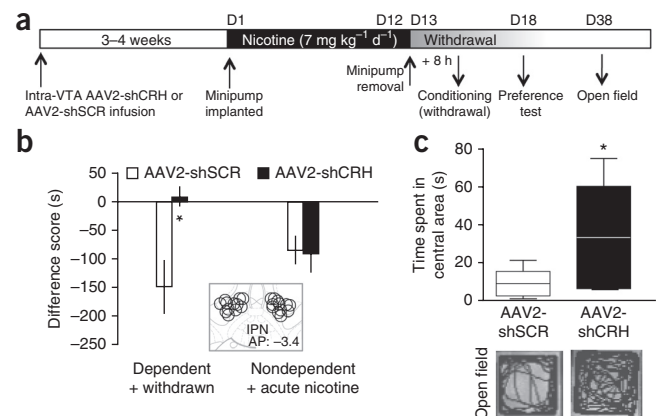 a
D1 D12 D13 D18 D38
3–4 weeks Nicotine (7 mg kg⁻¹ d⁻¹) Withdrawal
+ 8 h
Intra-VTA AAV2-shCRH or
AAV2-shSCR infusion
Minipump
implanted
Minipump
removal
Conditioning
(withdrawal)
Preference
test
Open field
b
AAV2-shSCR AAV2-shCRH
Difference score (s)
50
0
−50
−100
−150
−200
−250
*
IPN
AP: –3.4
Dependent
+ withdrawn
Nondependent
+ acute nicotine
c
Time spent in
central area (s)
80
60
40
20
0
*
AAV2-
shSCR
AAV2-
shCRH
Open field